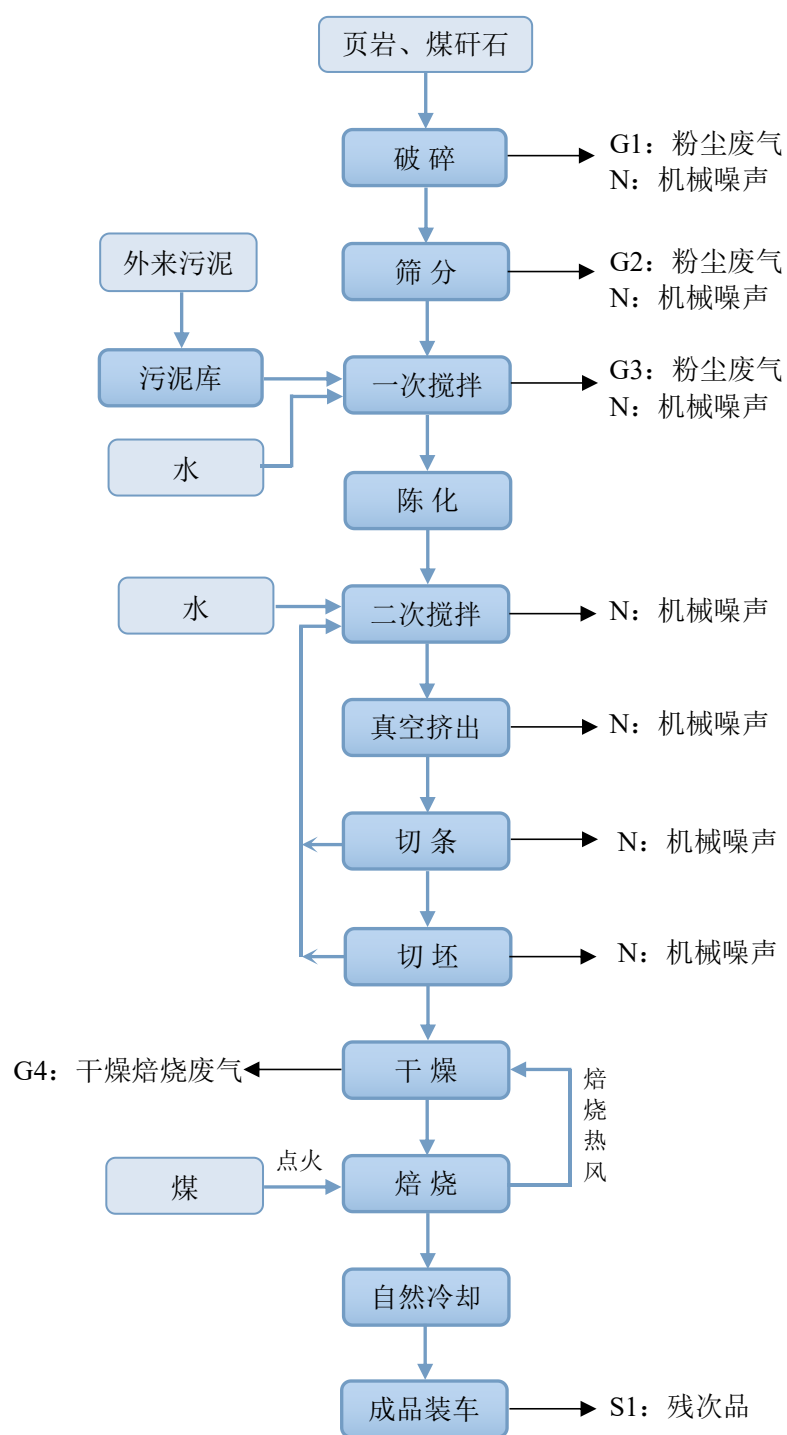 页岩、煤矸石
破 碎
G1：粉尘废气
N：机械噪声
外来污泥
筛 分
G2：粉尘废气
N：机械噪声
污泥库
一次搅拌
G3：粉尘废气
N：机械噪声
水
陈 化
水
二次搅拌
N：机械噪声
真空挤出
N：机械噪声
切 条
N：机械噪声
切 坯
N：机械噪声
G4：干燥焙烧废气
干 燥
焙
烧
热
风
煤
点火
焙 烧
自然冷却
成品装车
S1：残次品